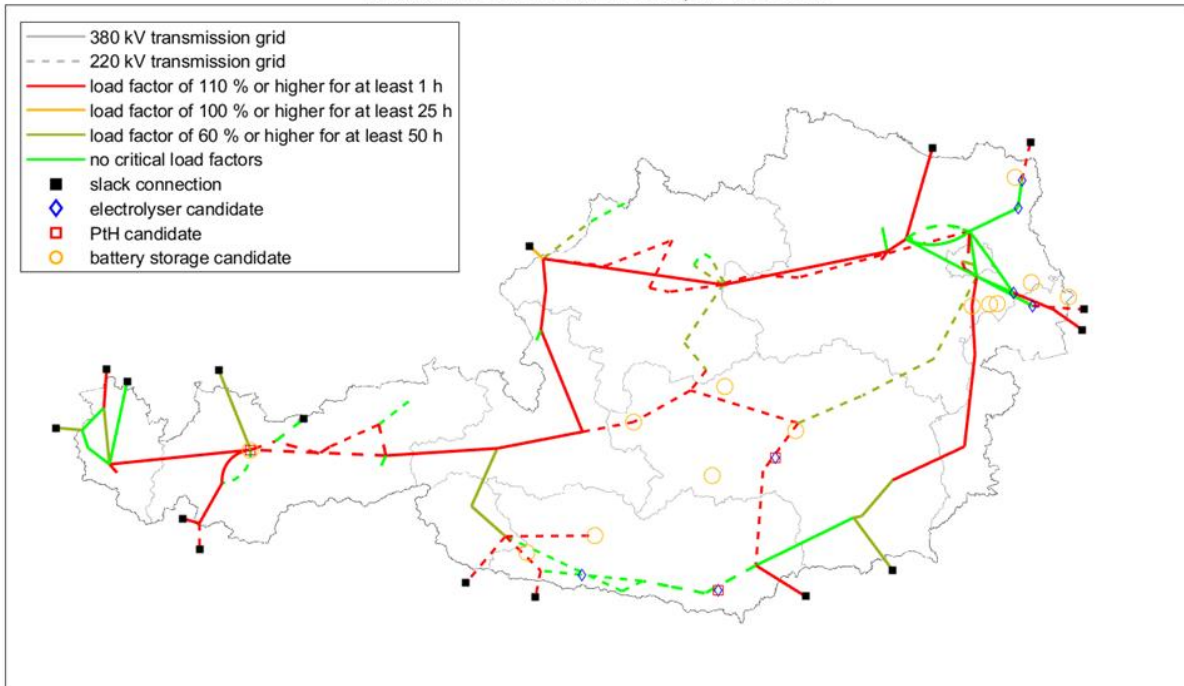 380 kV transmission grid
220 kV transmission grid
load factor of 110 % or higher for at least 1 h
load factor of 100 % or higher for at least 25 h
load factor of 60 % or higher for at least 50 h
no critical load factors
slack connection
electrolyser candidate
PtH candidate
battery storage candidate